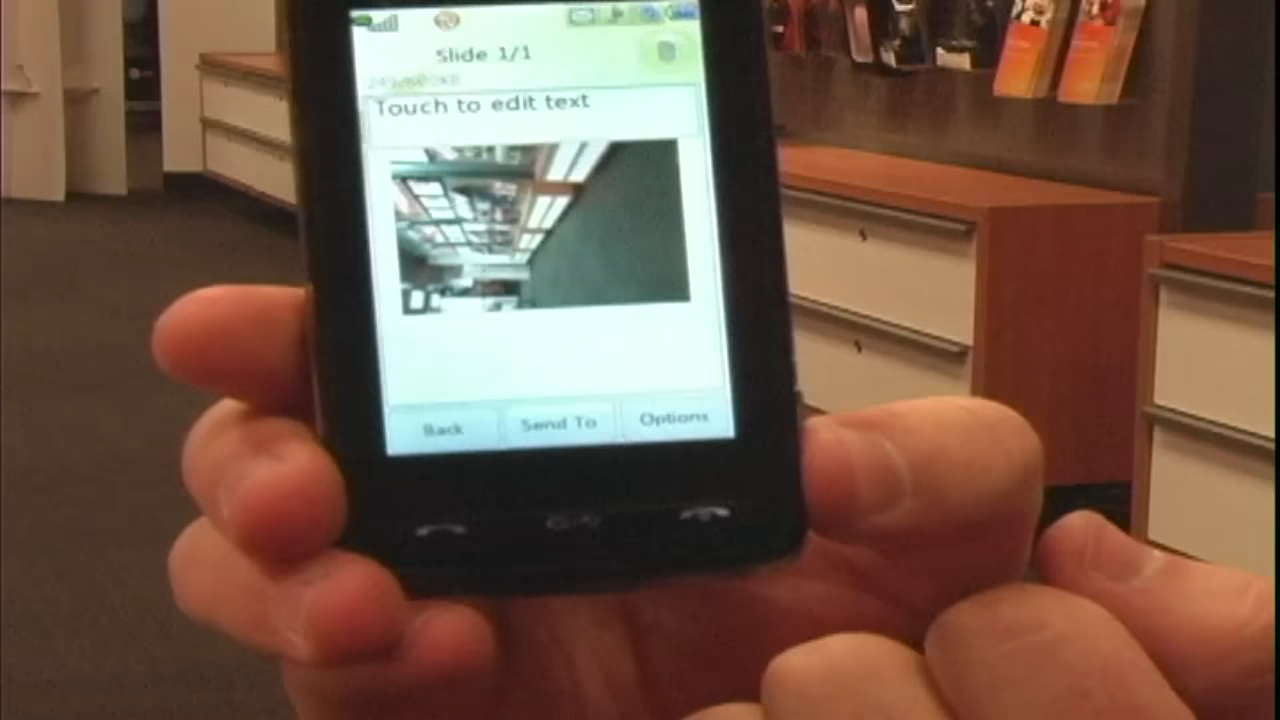 Slide 1/1
Touch to edit text
Back
Send To
Options